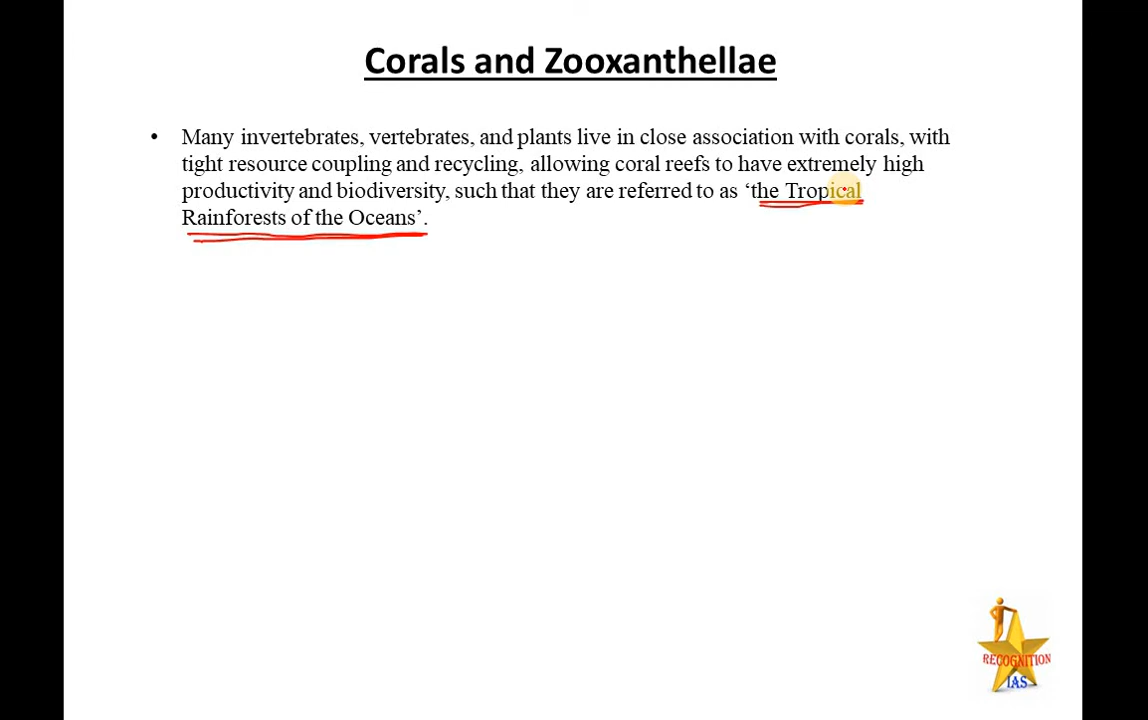 Corals and Zooxanthellae
• Many invertebrates, vertebrates, and plants live in close association with corals, with
tight resource coupling and recycling, allowing coral reefs to have extremely high
productivity and biodiversity, such that they are referred to as ‘the Tropical
Rainforests of the Oceans’.
RECOGNITION
IAS